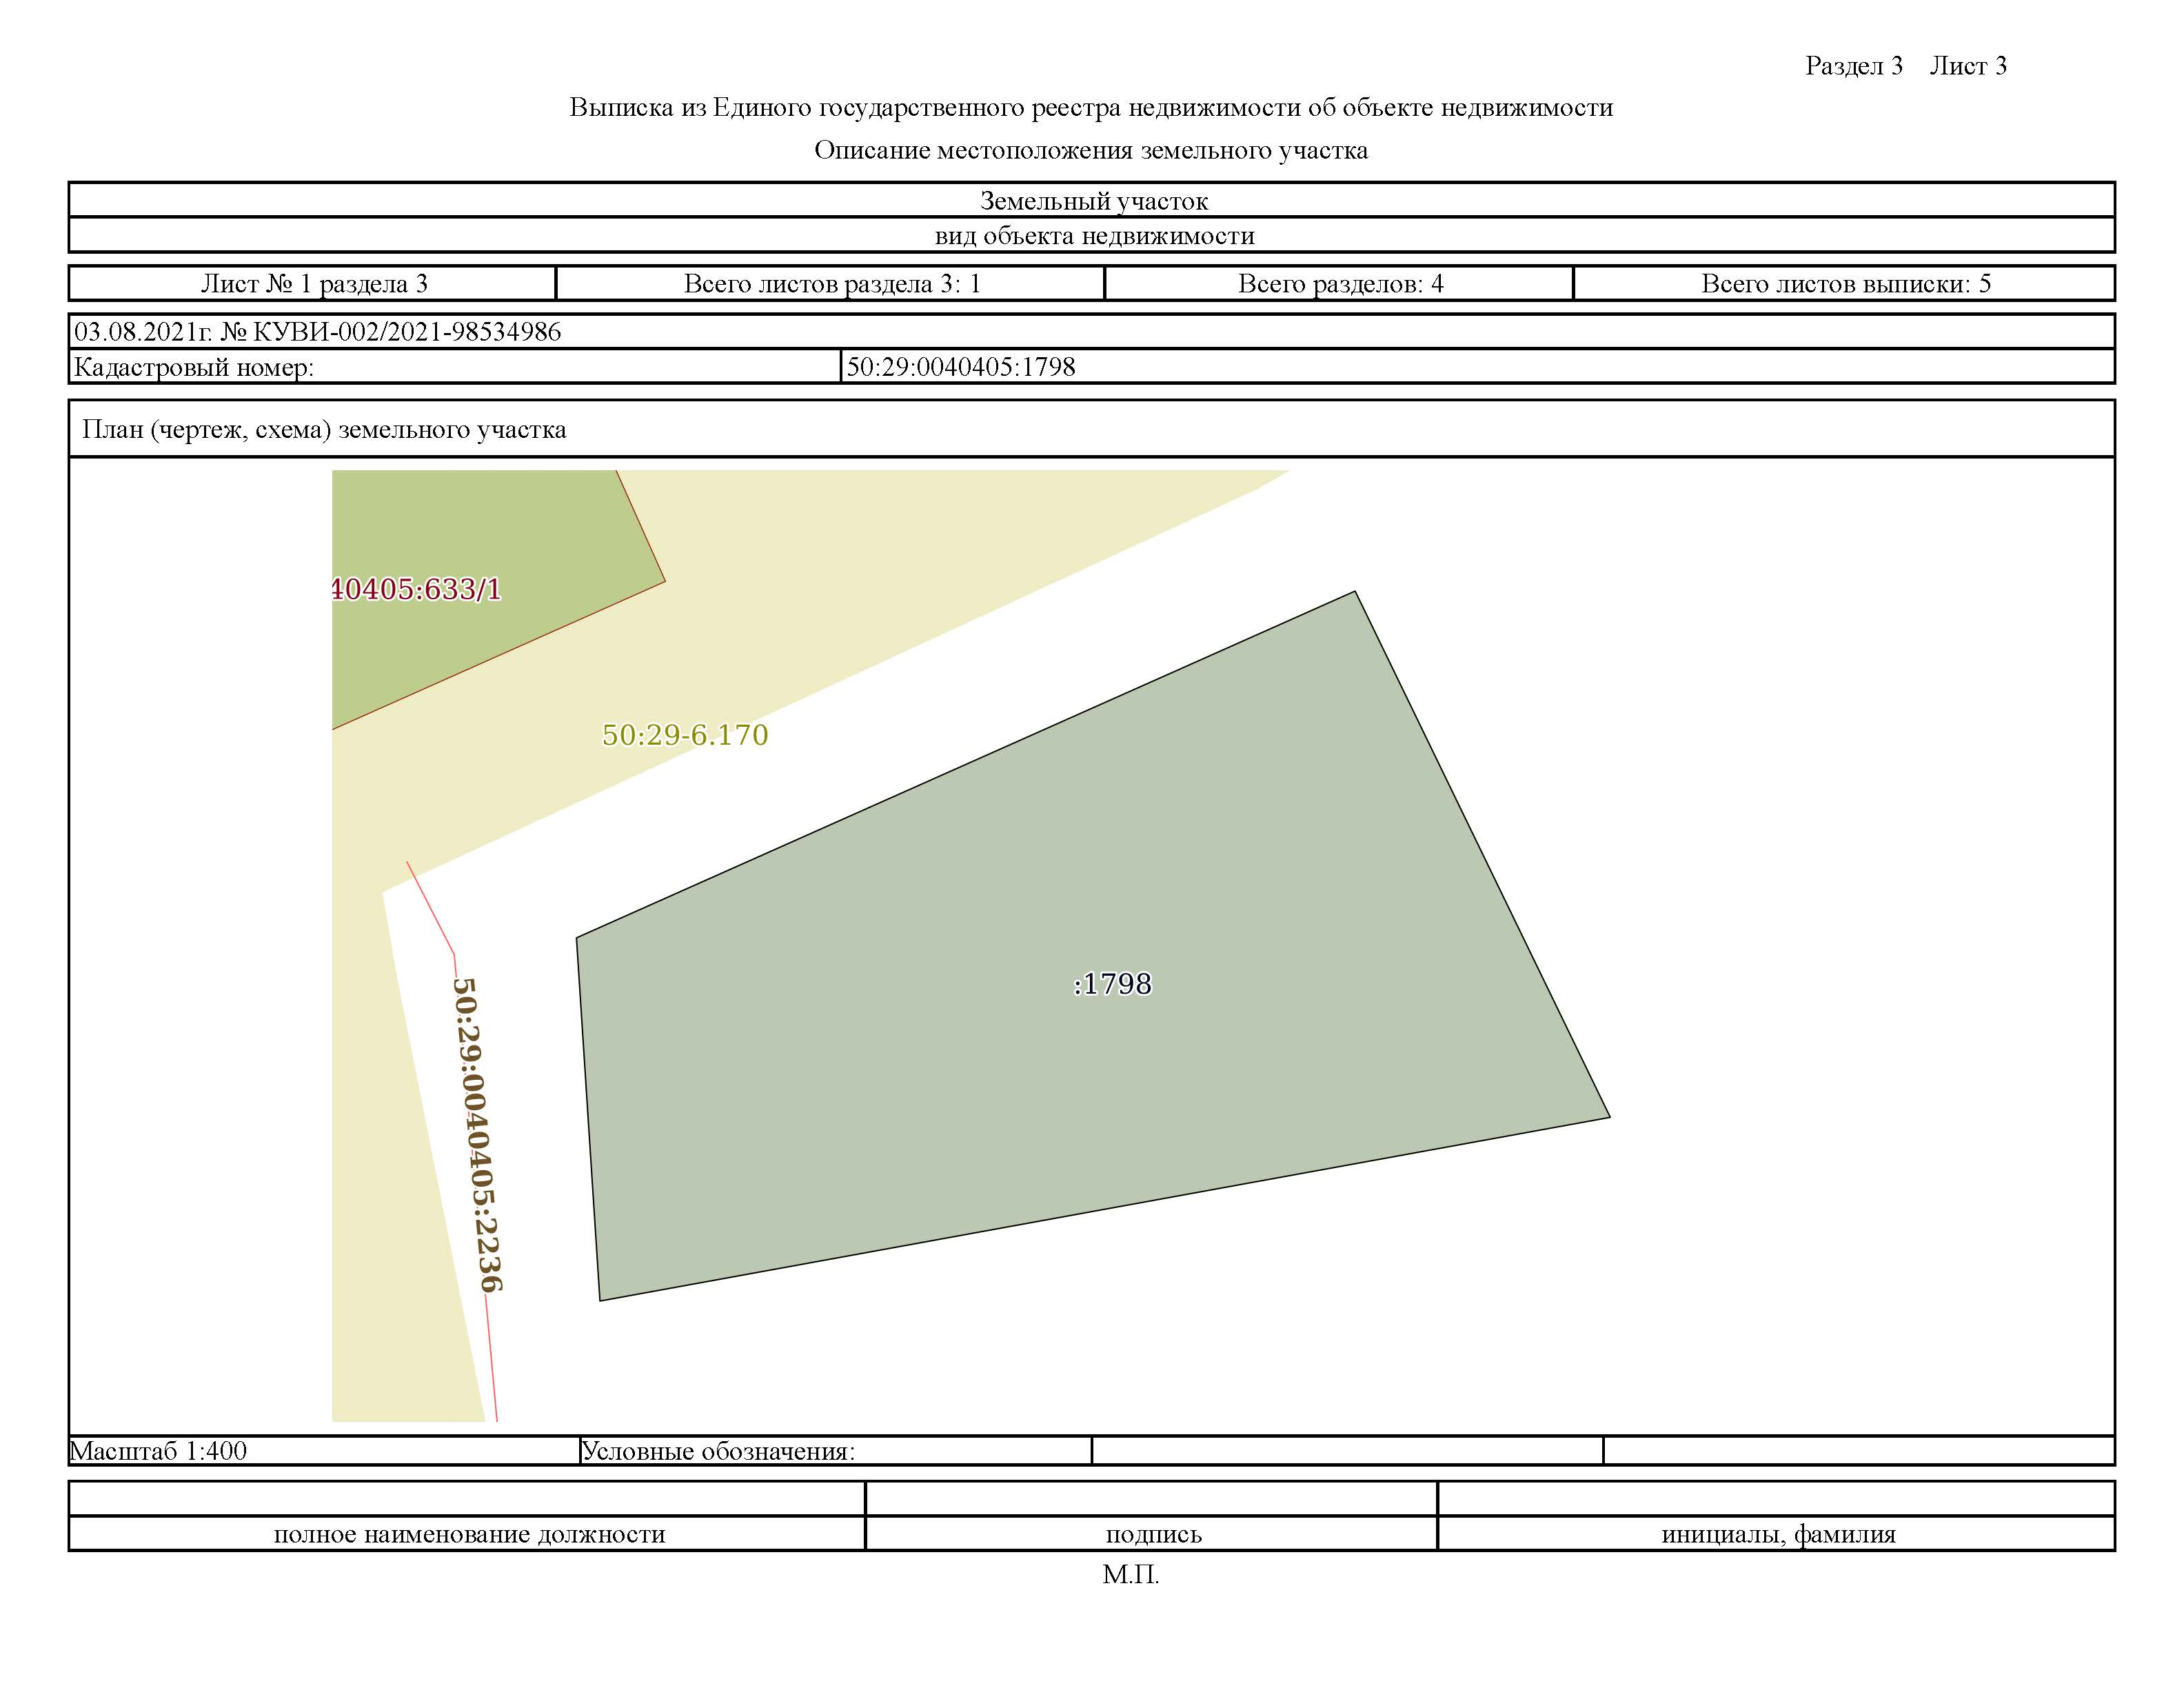 Раздел 3 Лист 3
Выписка из Единого государственного реестра недвижимости об объекте недвижимости
Описание местоположения земельного участка
Земельный участок
вид объекта недвижимости
Лист № 1 раздела 3 Всего листов раздела 3: 1 Всего разделов: 4 Всего листов выписки: 5
03.08.2021г. № КУВИ-002/2021-98534986
Кадастровый номер: 50:29:0040405:1798
План (чертеж, схема) земельного участка
40405:633/1
50:29-6.170
:1798
50:29:0040405:2236
Масштаб 1:400 Условные обозначения:
полное наименование должности подпись инициалы, фамилия
М.П.